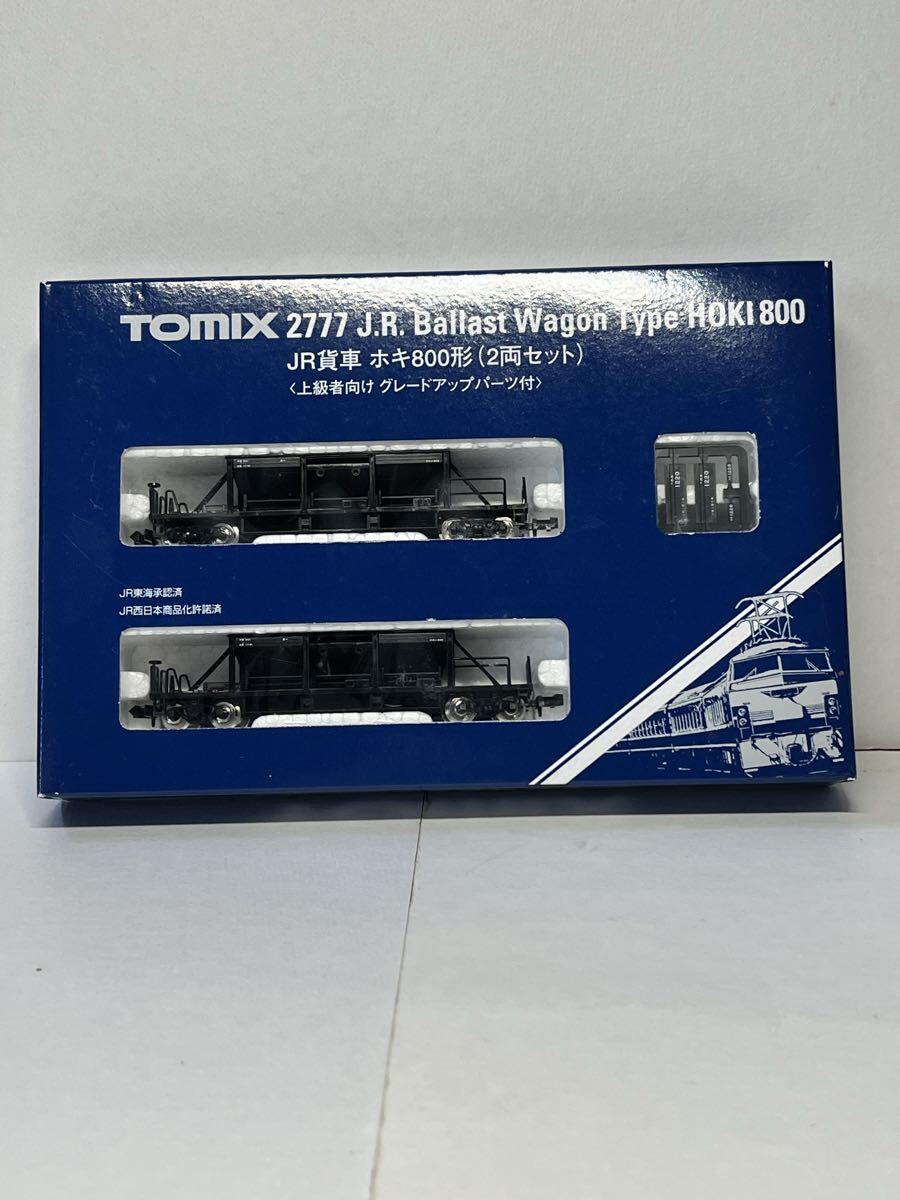 TOMIX 2777 J.R. Ballast Wagon Type HOKI 800
JR貨車 ホキ800形(2両セット)
〈上級者向け グレードアップパーツ付〉
1220
1220
JR東海承認済
JR西日本商品化許諾済